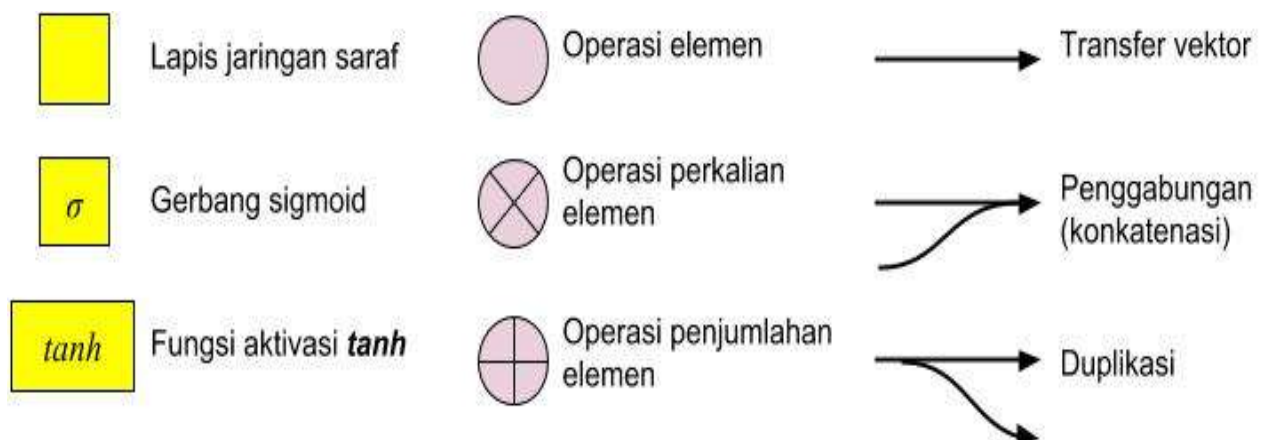 Lapis jaringan saraf
Operasi elemen
Transfer vektor
σ
Gerbang sigmoid
Operasi perkalian
elemen
Penggabungan
(konkatenasi)
tanh
Fungsi aktivasi tanh
Operasi penjumlahan
elemen
Duplikasi